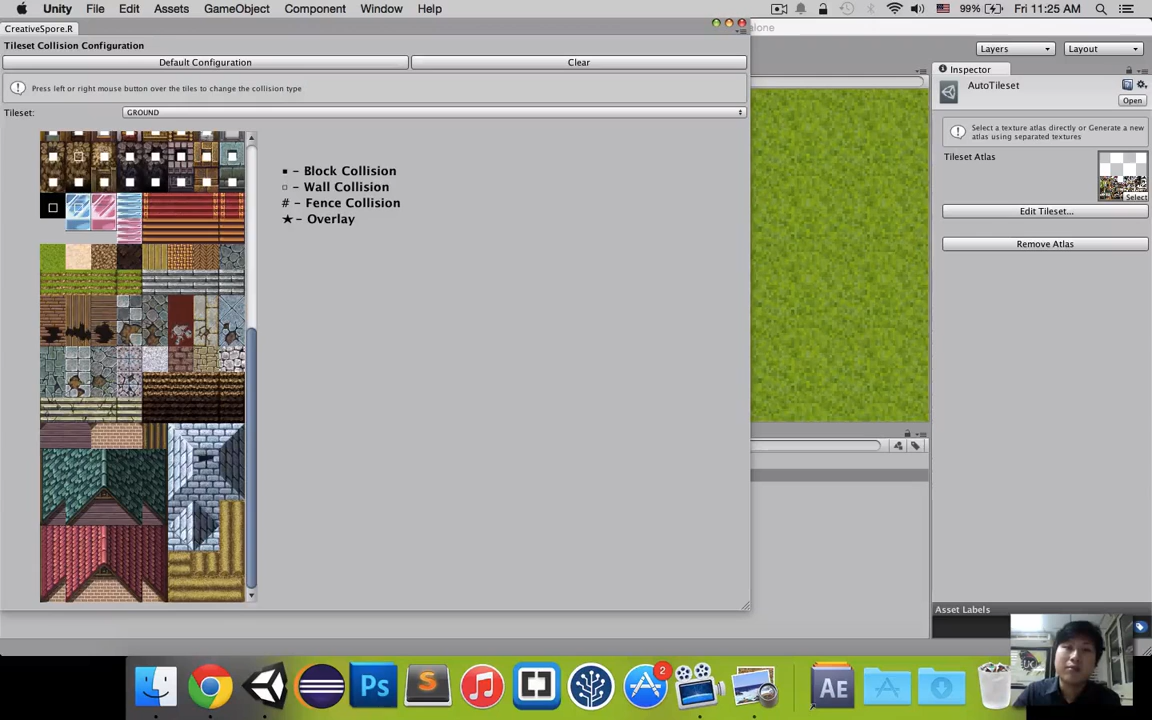 Unity File Edit Assets GameObject Component Window Help 99% Fri 11:25 AM
CreativeSpore.R
Tileset Collision Configuration
Default Configuration Clear
Press left or right mouse button over the tiles to change the collision type
Tileset: GROUND
- Block Collision
- Wall Collision
# - Fence Collision
★ - Overlay
Layers Layout
Inspector
AutoTileset
Open
Select a texture atlas directly or Generate a new
atlas using separated textures
Tileset Atlas
Select
Edit Tileset...
Remove Atlas
Asset Labels
Ps
S
2
AE